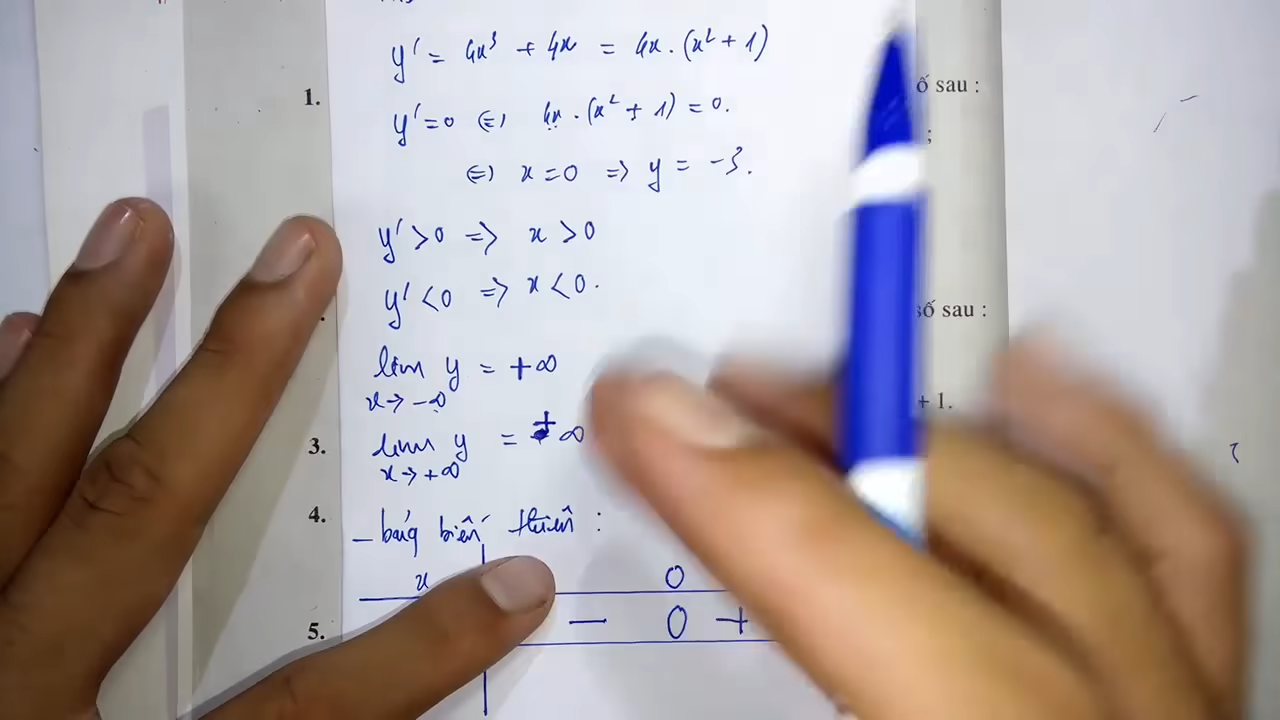 y' = 4x³ + 4x = 4x . (x² + 1)
ố sau :
1.
y' = 0 ⇔ 4x . (x² + 1) = 0.
;
⇔ x = 0 ⇒ y = -3.
y' > 0 ⇒ x > 0
y' < 0 ⇒ x < 0.
số sau :
lim y = +∞
x → -∞
+ 1.
3.
lim y = +∞
x → +∞
4.
- bảng biến thiên :
x 0
5.
- 0 +